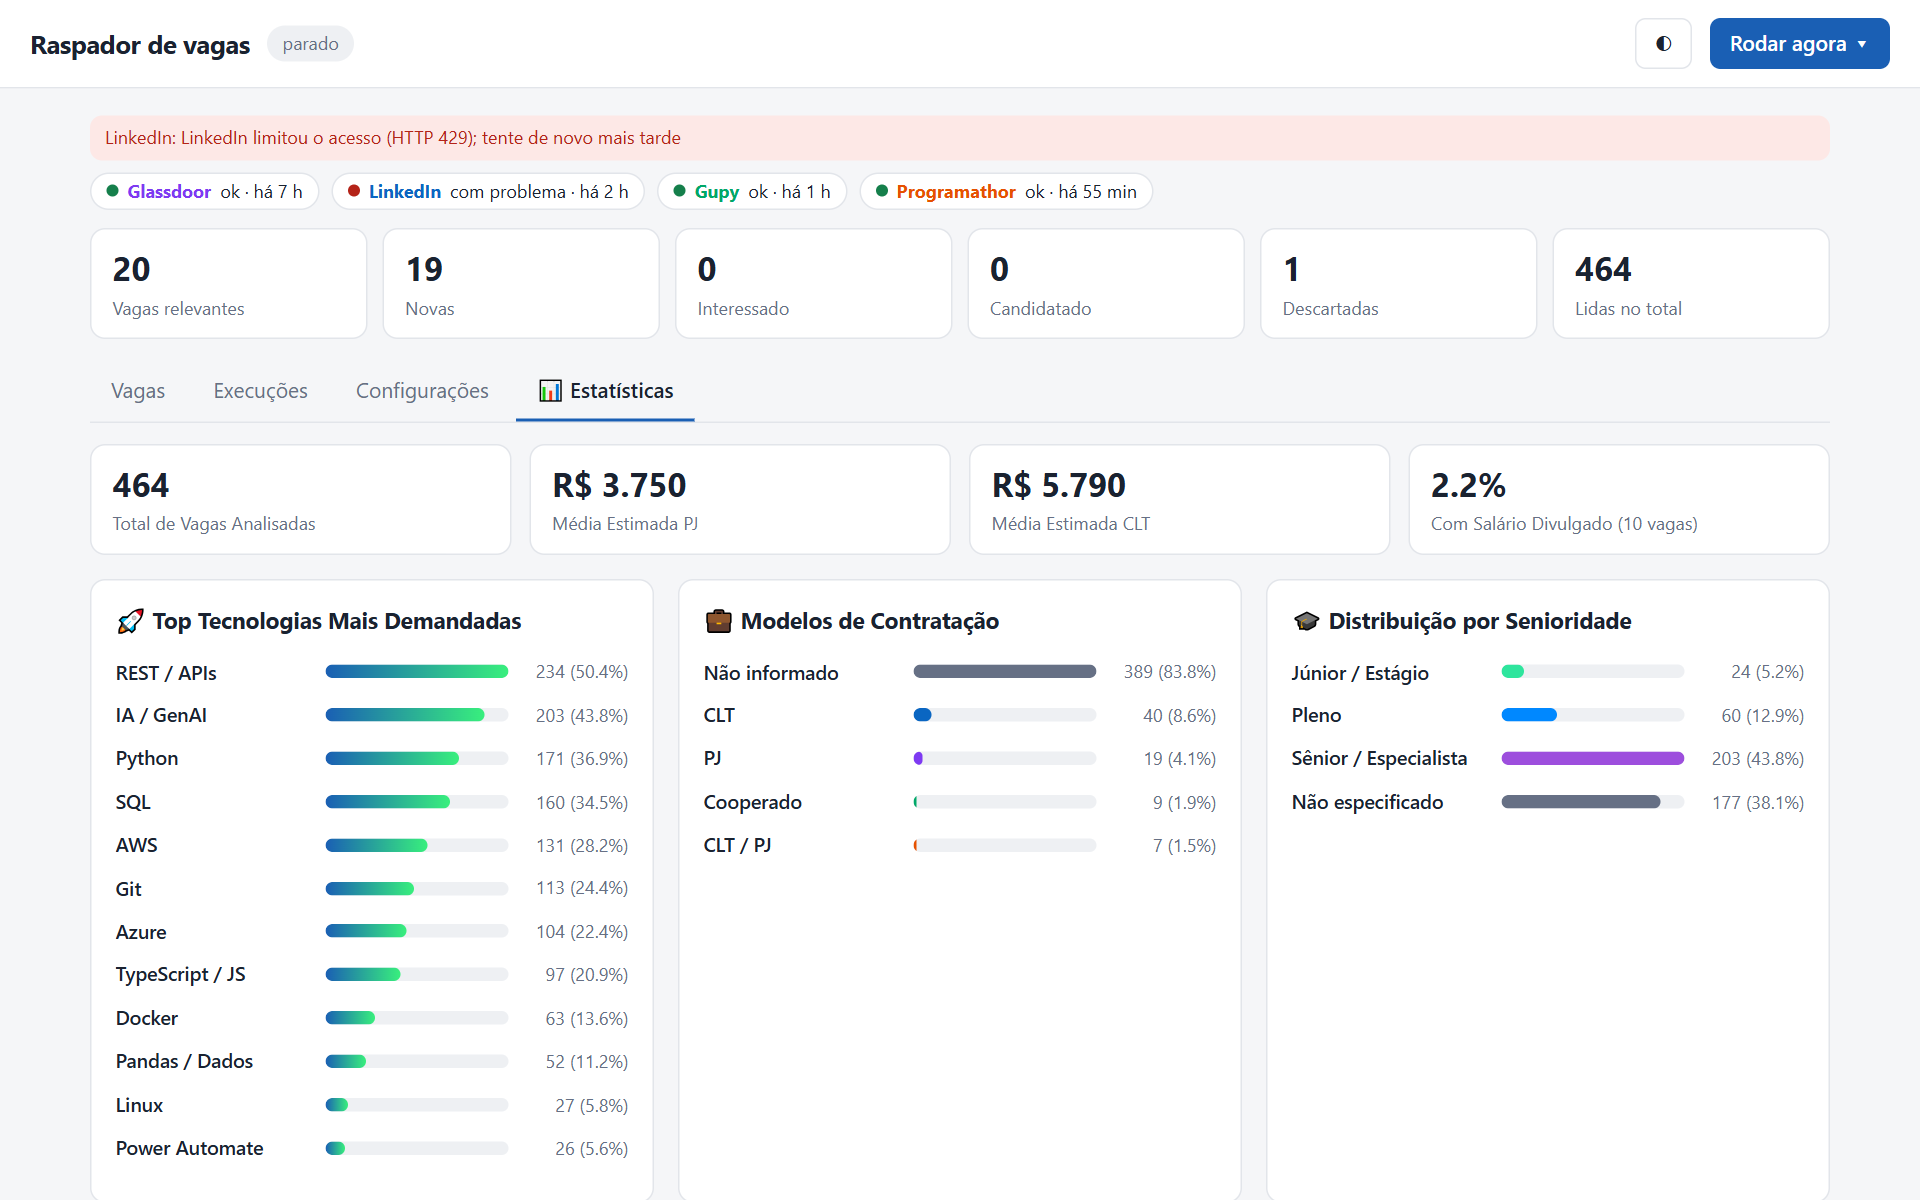 Raspador de vagas parado Rodar agora ▼
LinkedIn: LinkedIn limitou o acesso (HTTP 429); tente de novo mais tarde
Glassdoor ok · há 7 h LinkedIn com problema · há 2 h Gupy ok · há 1 h Programathor ok · há 55 min
20
Vagas relevantes
19
Novas
0
Interessado
0
Candidatado
1
Descartadas
464
Lidas no total
Vagas Execuções Configurações Estatísticas
464
Total de Vagas Analisadas
R$ 3.750
Média Estimada PJ
R$ 5.790
Média Estimada CLT
2.2%
Com Salário Divulgado (10 vagas)
Top Tecnologias Mais Demandadas
REST / APIs 234 (50.4%)
IA / GenAI 203 (43.8%)
Python 171 (36.9%)
SQL 160 (34.5%)
AWS 131 (28.2%)
Git 113 (24.4%)
Azure 104 (22.4%)
TypeScript / JS 97 (20.9%)
Docker 63 (13.6%)
Pandas / Dados 52 (11.2%)
Linux 27 (5.8%)
Power Automate 26 (5.6%)
Modelos de Contratação
Não informado 389 (83.8%)
CLT 40 (8.6%)
PJ 19 (4.1%)
Cooperado 9 (1.9%)
CLT / PJ 7 (1.5%)
Distribuição por Senioridade
Júnior / Estágio 24 (5.2%)
Pleno 60 (12.9%)
Sênior / Especialista 203 (43.8%)
Não especificado 177 (38.1%)